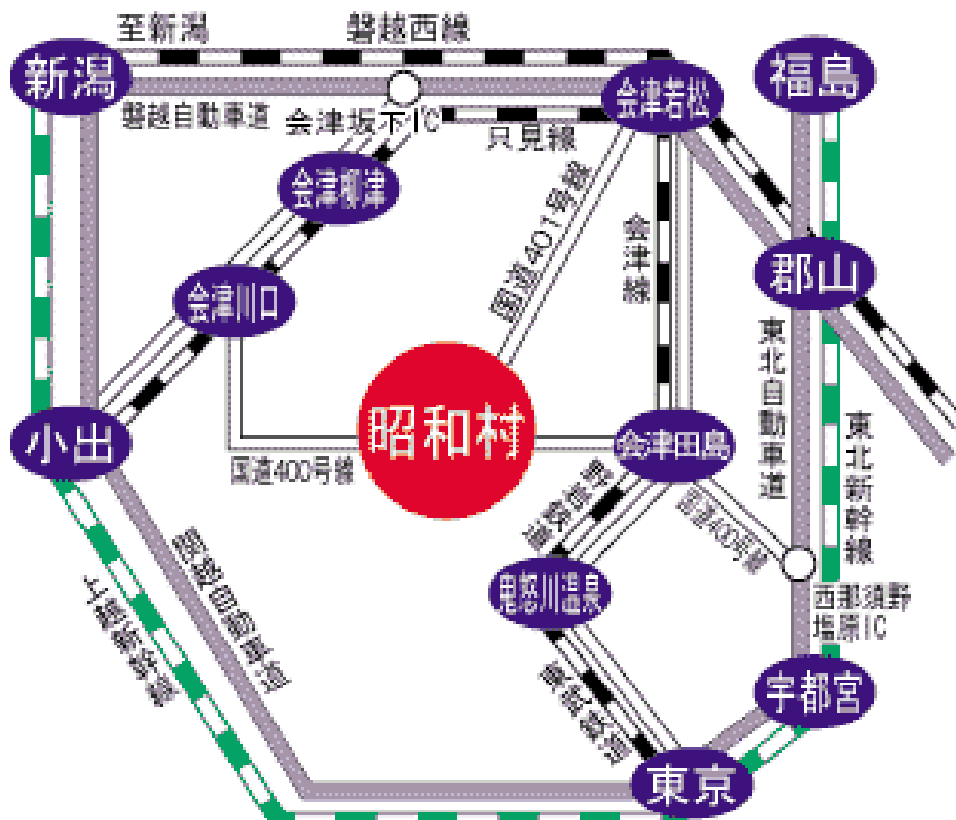 至新潟
磐越西線
新潟
福島
会津若松
磐越自動車道
会津坂下IC
只見線
会津柳津
国道401号線
会津線
郡山
会津川口
東北自動車道
昭和村
小出
会津田島
東北新幹線
国道400号線
野岩鉄道
国道400号線
鬼怒川温泉
関越自動車道
上越新幹線
西那須野
塩原IC
東武鉄道
宇都宮
東京